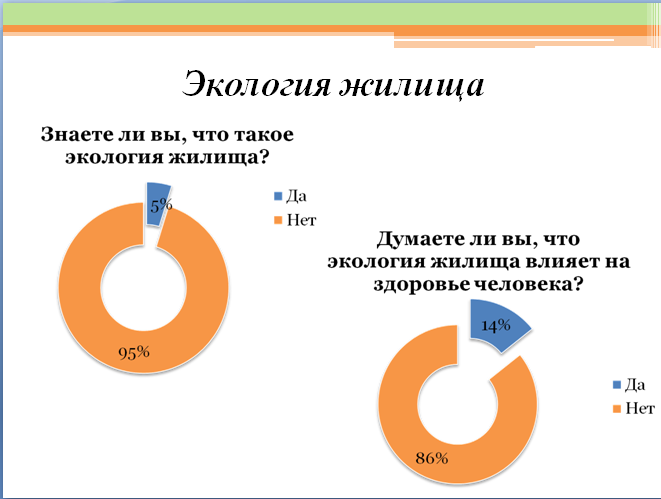 Экология жилища
Знаете ли вы, что такое
экология жилища?
5%
95%
Да
Нет
Думаете ли вы, что
экология жилища влияет на
здоровье человека?
14%
86%
Да
Нет